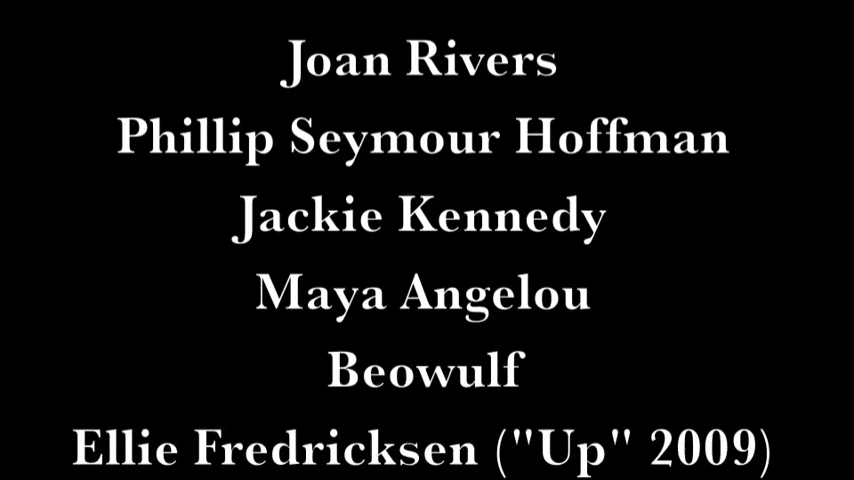 Joan Rivers
Phillip Seymour Hoffman
Jackie Kennedy
Maya Angelou
Beowulf
Ellie Fredricksen ("Up" 2009)